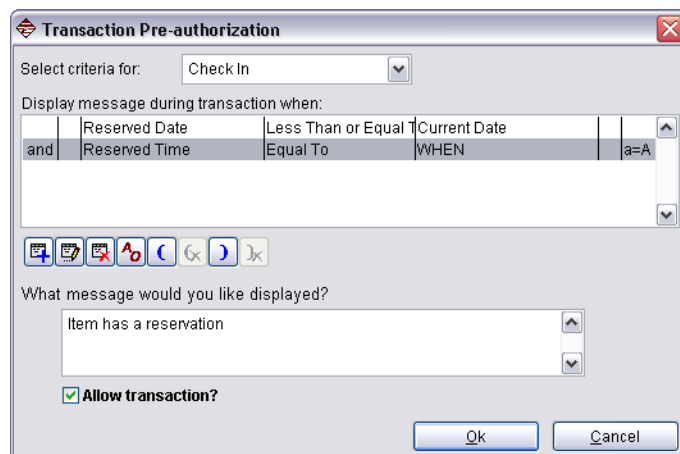 Transaction Pre-authorization
Select criteria for: Check In
Display message during transaction when:
Reserved Date Less Than or Equal T Current Date
and Reserved Time Equal To WHEN a=A
What message would you like displayed?
Item has a reservation
Allow transaction?
Ok Cancel